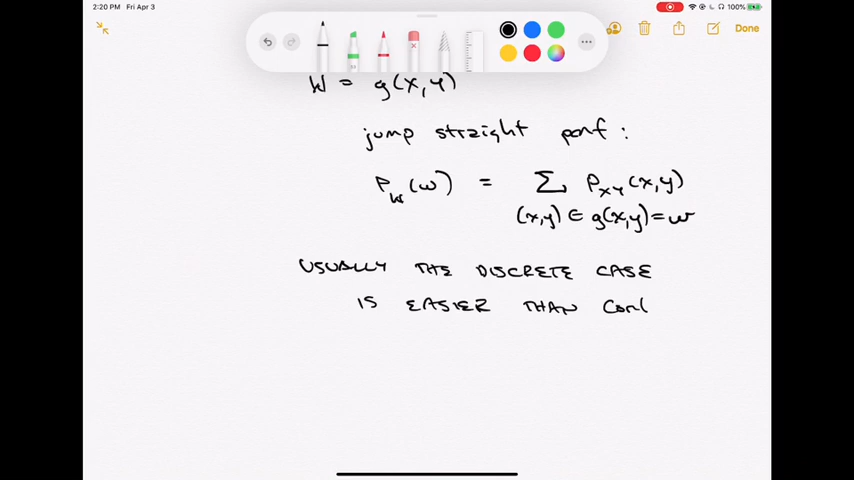 2:20 PM Fri Apr 3
100%
Done
W = g(x,y)
jump straight pmf:
P_W(w) = Σ P_XY(x,y)
(x,y) ∈ g(x,y)=w
USUALLY THE DISCRETE CASE
IS EASIER THAN CON